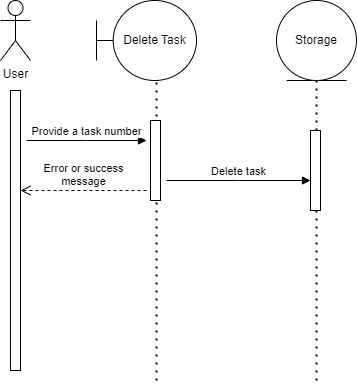 Delete Task
Storage
User
Provide a task number
Error or success
message
Delete task